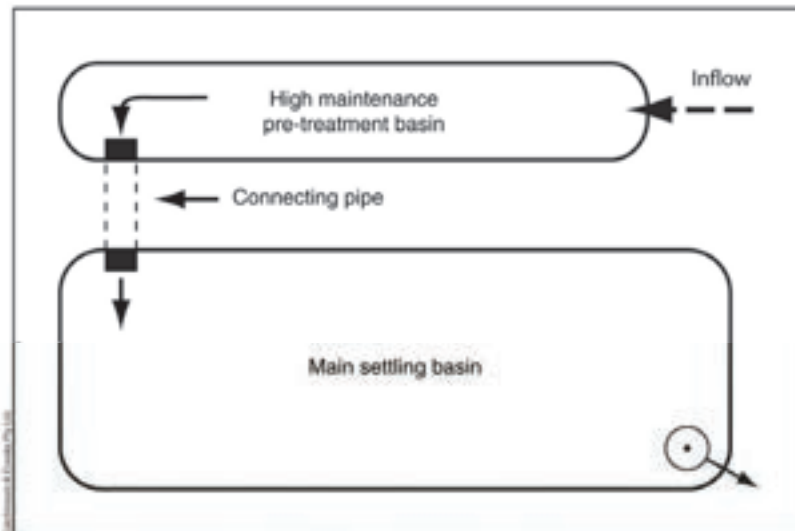 High maintenance
pre-treatment basin
Inflow
Connecting pipe
Main settling basin